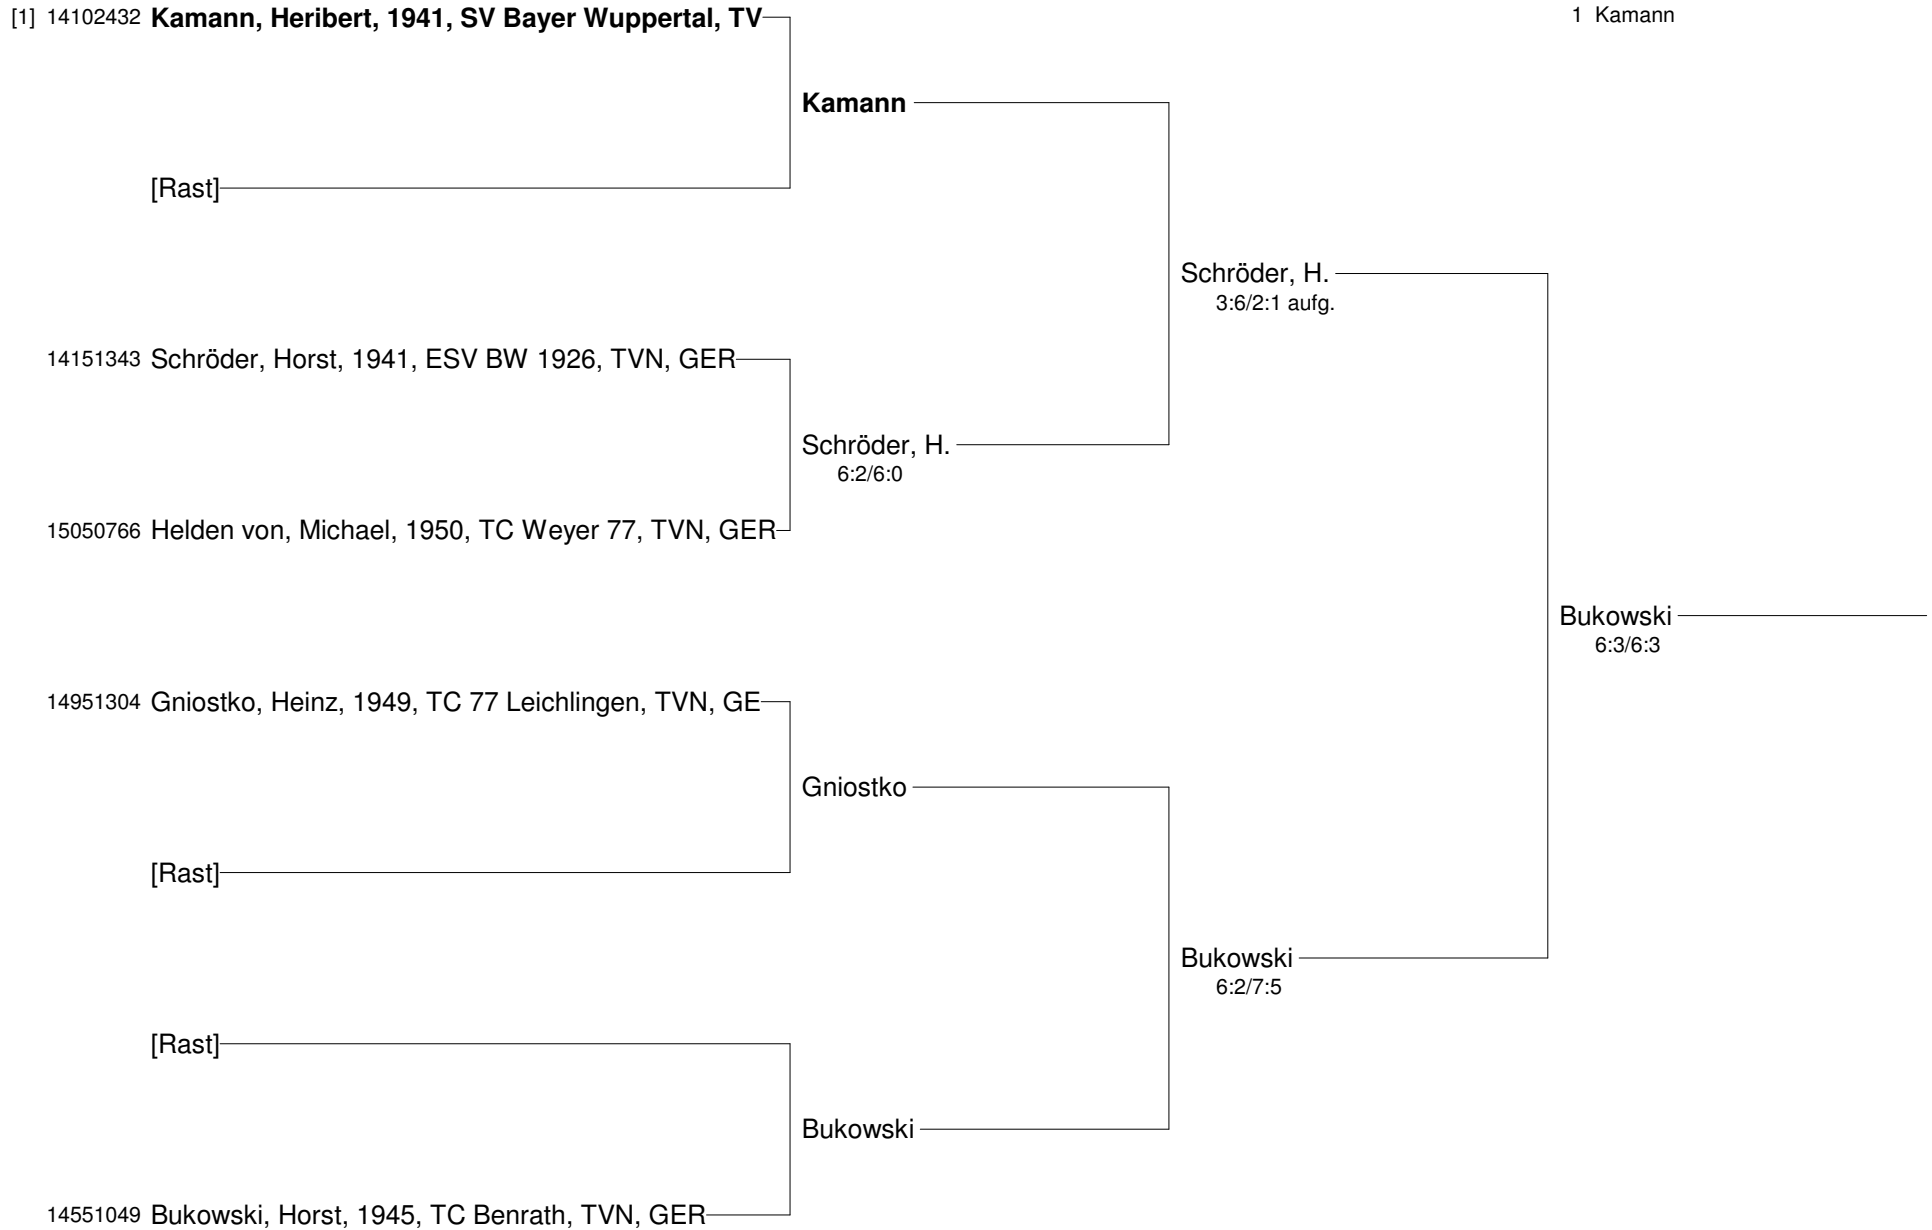 [1] 14102432 Kamann, Heribert, 1941, SV Bayer Wuppertal, TV
1 Kamann
Kamann
[Rast]
Schröder, H.
3:6/2:1 aufg.
14151343 Schröder, Horst, 1941, ESV BW 1926, TVN, GER
Schröder, H.
6:2/6:0
15050766 Helden von, Michael, 1950, TC Weyer 77, TVN, GER
Bukowski
6:3/6:3
14951304 Gniostko, Heinz, 1949, TC 77 Leichlingen, TVN, GE
Gniostko
[Rast]
Bukowski
6:2/7:5
[Rast]
Bukowski
14551049 Bukowski, Horst, 1945, TC Benrath, TVN, GER